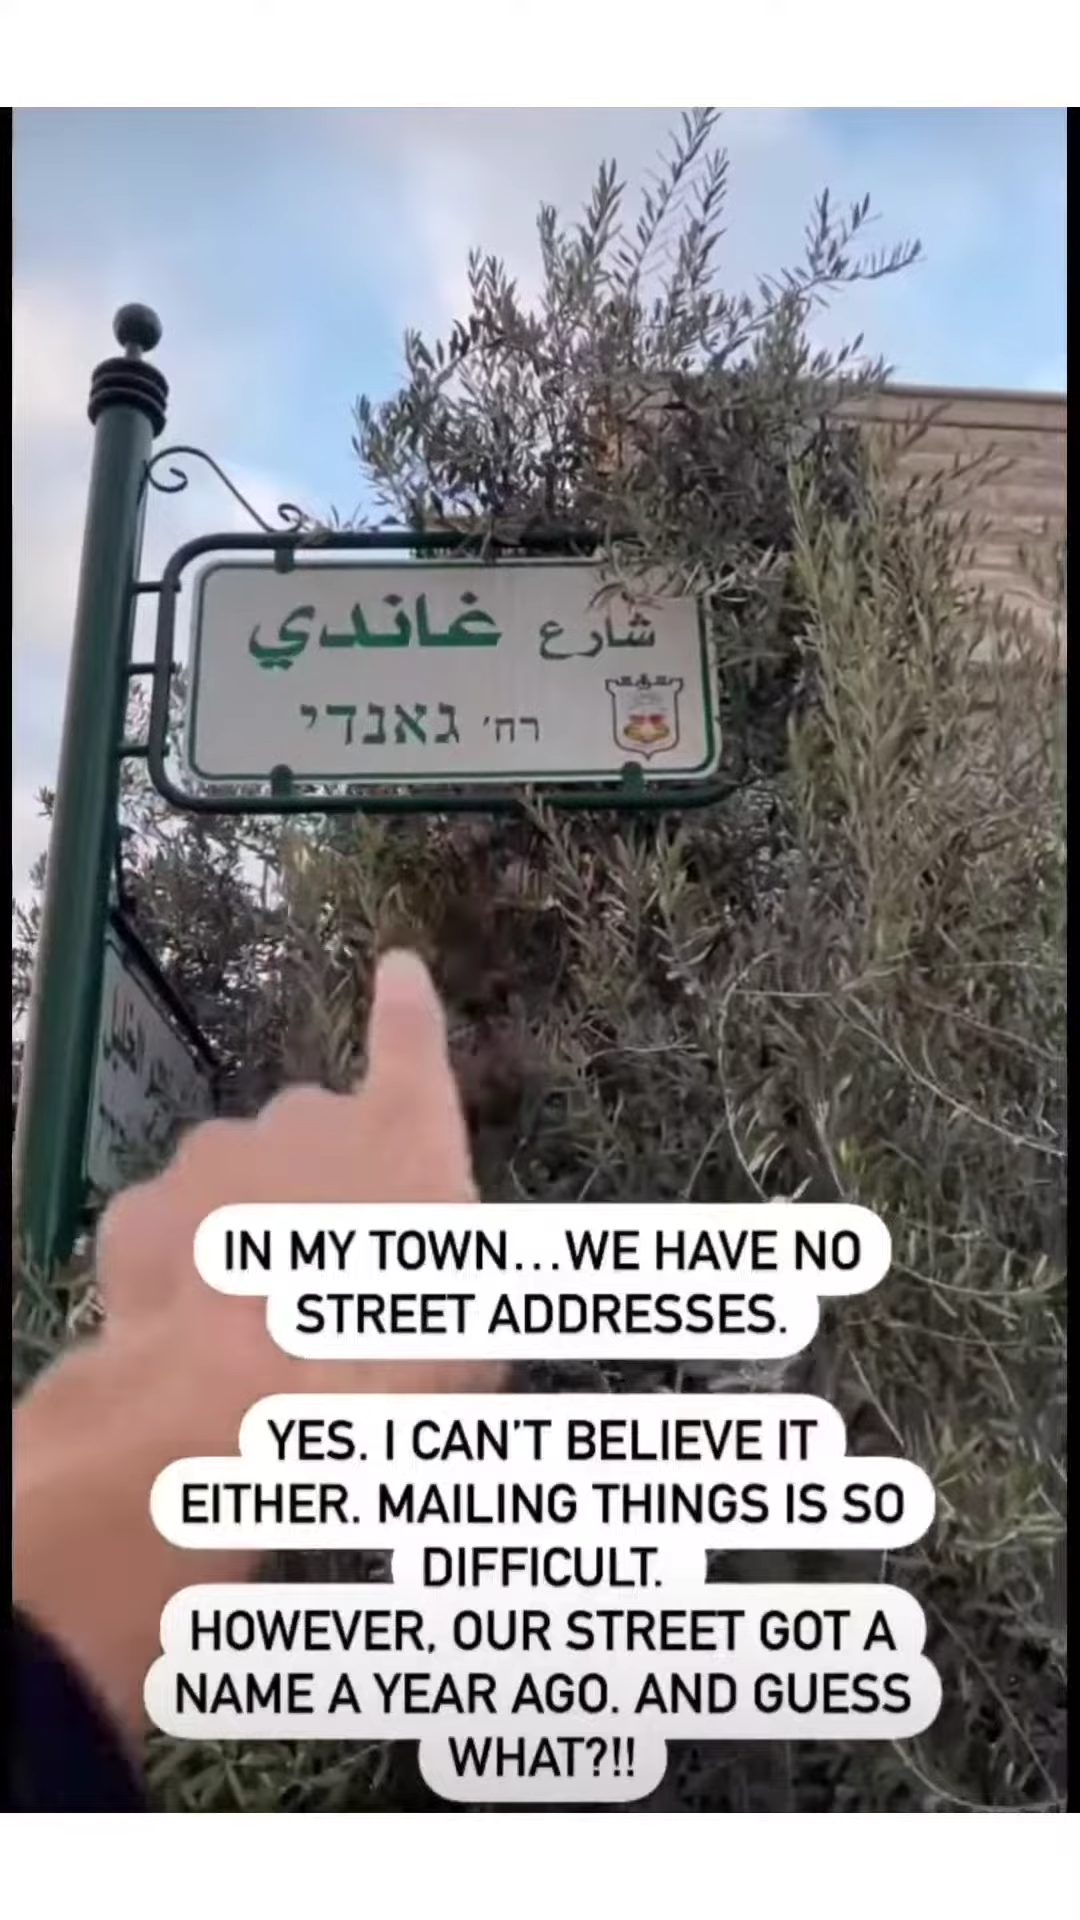 شارع غاندي
רח' גאנדי
IN MY TOWN...WE HAVE NO
STREET ADDRESSES.
YES. I CAN'T BELIEVE IT
EITHER. MAILING THINGS IS SO
DIFFICULT.
HOWEVER, OUR STREET GOT A
NAME A YEAR AGO. AND GUESS
WHAT?!!